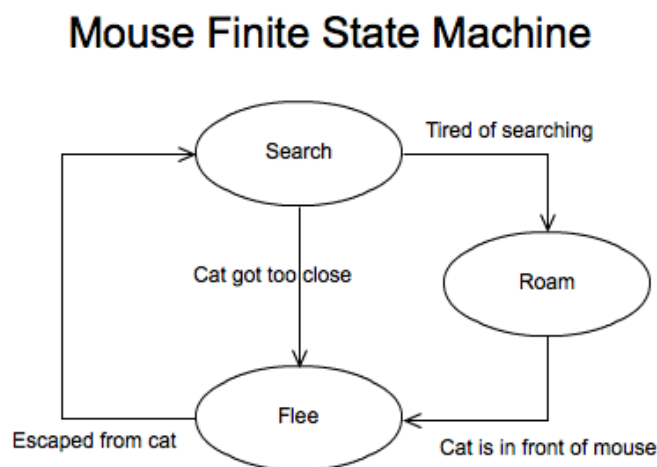 Mouse Finite State Machine
Search
Tired of searching
Cat got too close
Roam
Flee
Escaped from cat
Cat is in front of mouse